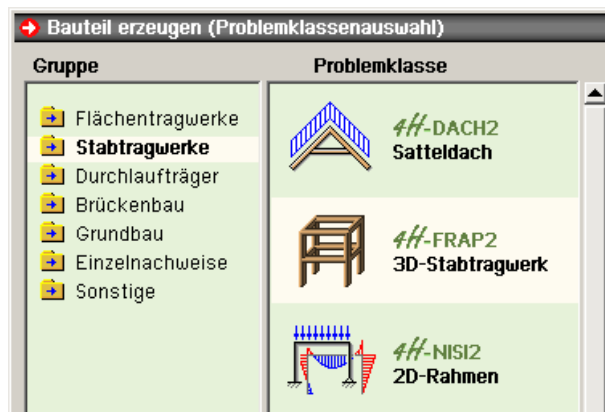 Bauteil erzeugen (Problemklassenauswahl)
Gruppe
Problemklasse
Flächentragwerke
Stabtragwerke
Durchlaufträger
Brückenbau
Grundbau
Einzelnachweise
Sonstige
4H-DACH2
Satteldach
4H-FRAP2
3D-Stabtragwerk
4H-NISI2
2D-Rahmen